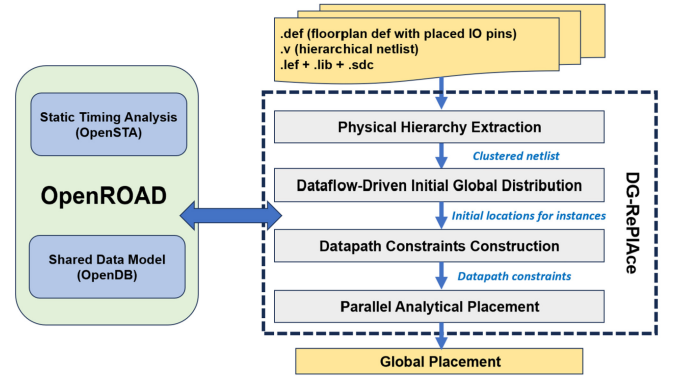 .def (floorplan def with placed IO pins)
.v (hierarchical netlist)
.lef + .lib + .sdc
Static Timing Analysis
(OpenSTA)
OpenROAD
Shared Data Model
(OpenDB)
Physical Hierarchy Extraction
Clustered netlist
Dataflow-Driven Initial Global Distribution
Initial locations for instances
Datapath Constraints Construction
Datapath constraints
Parallel Analytical Placement
DG-RePlAce
Global Placement